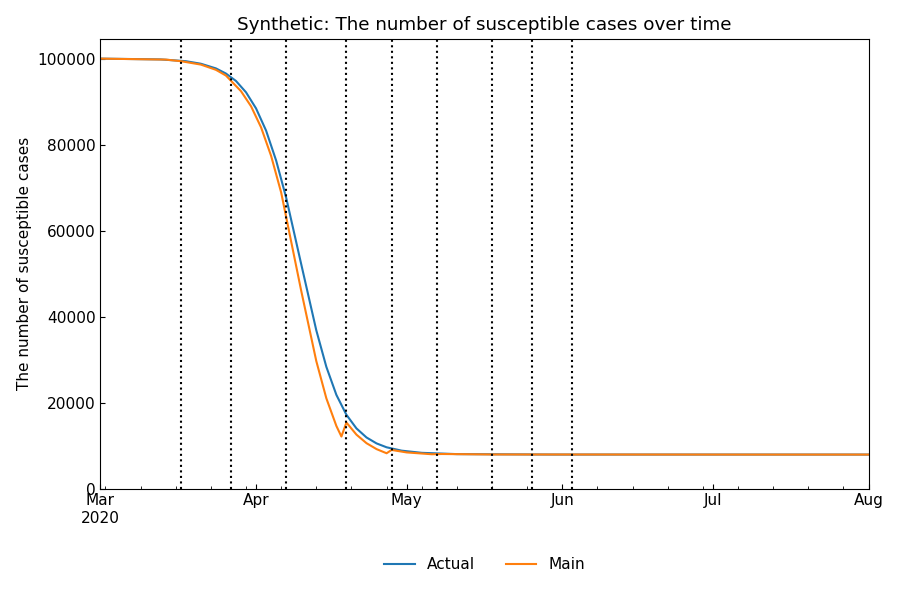 Synthetic: The number of susceptible cases over time
The number of susceptible cases
100000
80000
60000
40000
20000
0
Mar
2020
Apr
May
Jun
Jul
Aug
Actual
Main